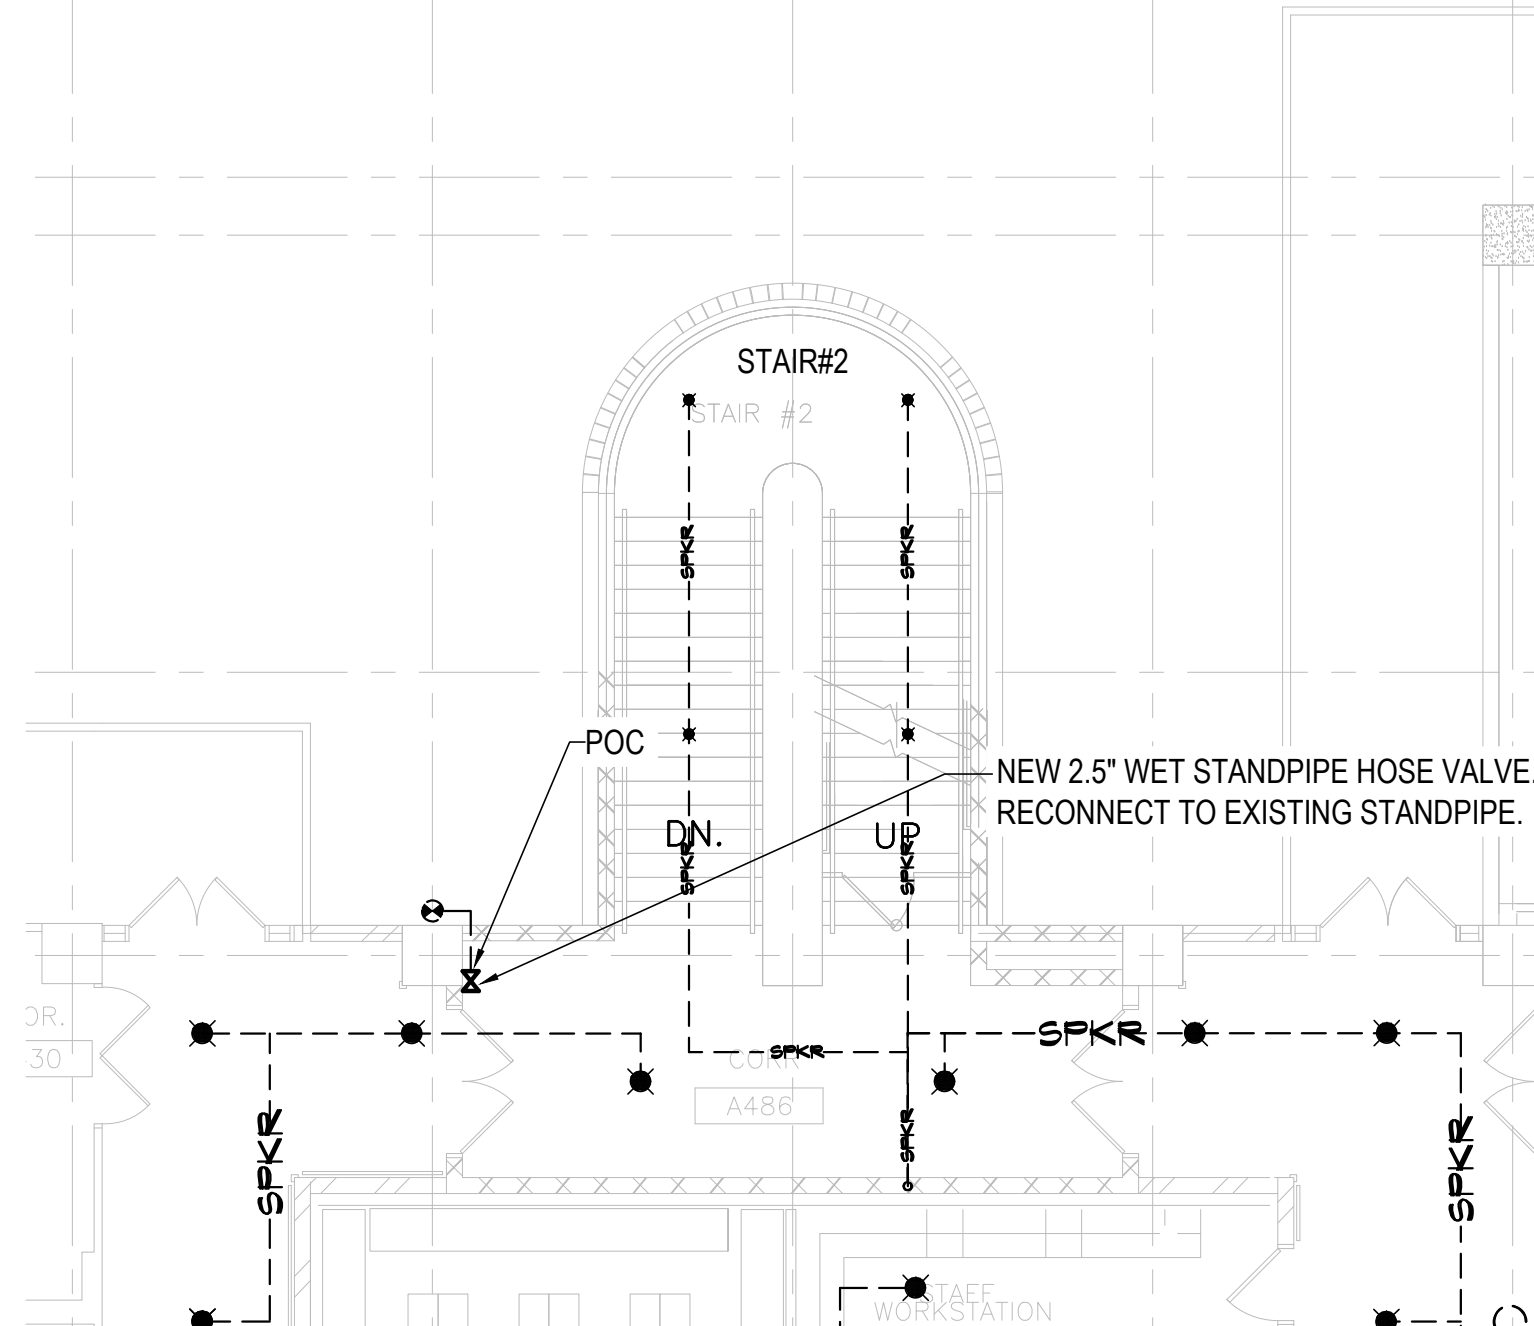 STAIR#2
STAIR #2
SPKR
SPKR
POC
NEW 2.5" WET STANDPIPE HOSE VALVE.
RECONNECT TO EXISTING STANDPIPE.
DN.
UP
SPKR
SPKR
OR.
30
SPKR
SPKR
CORR
A486
SPKR
SPKR
SPKR
STAFF
WORKSTATION